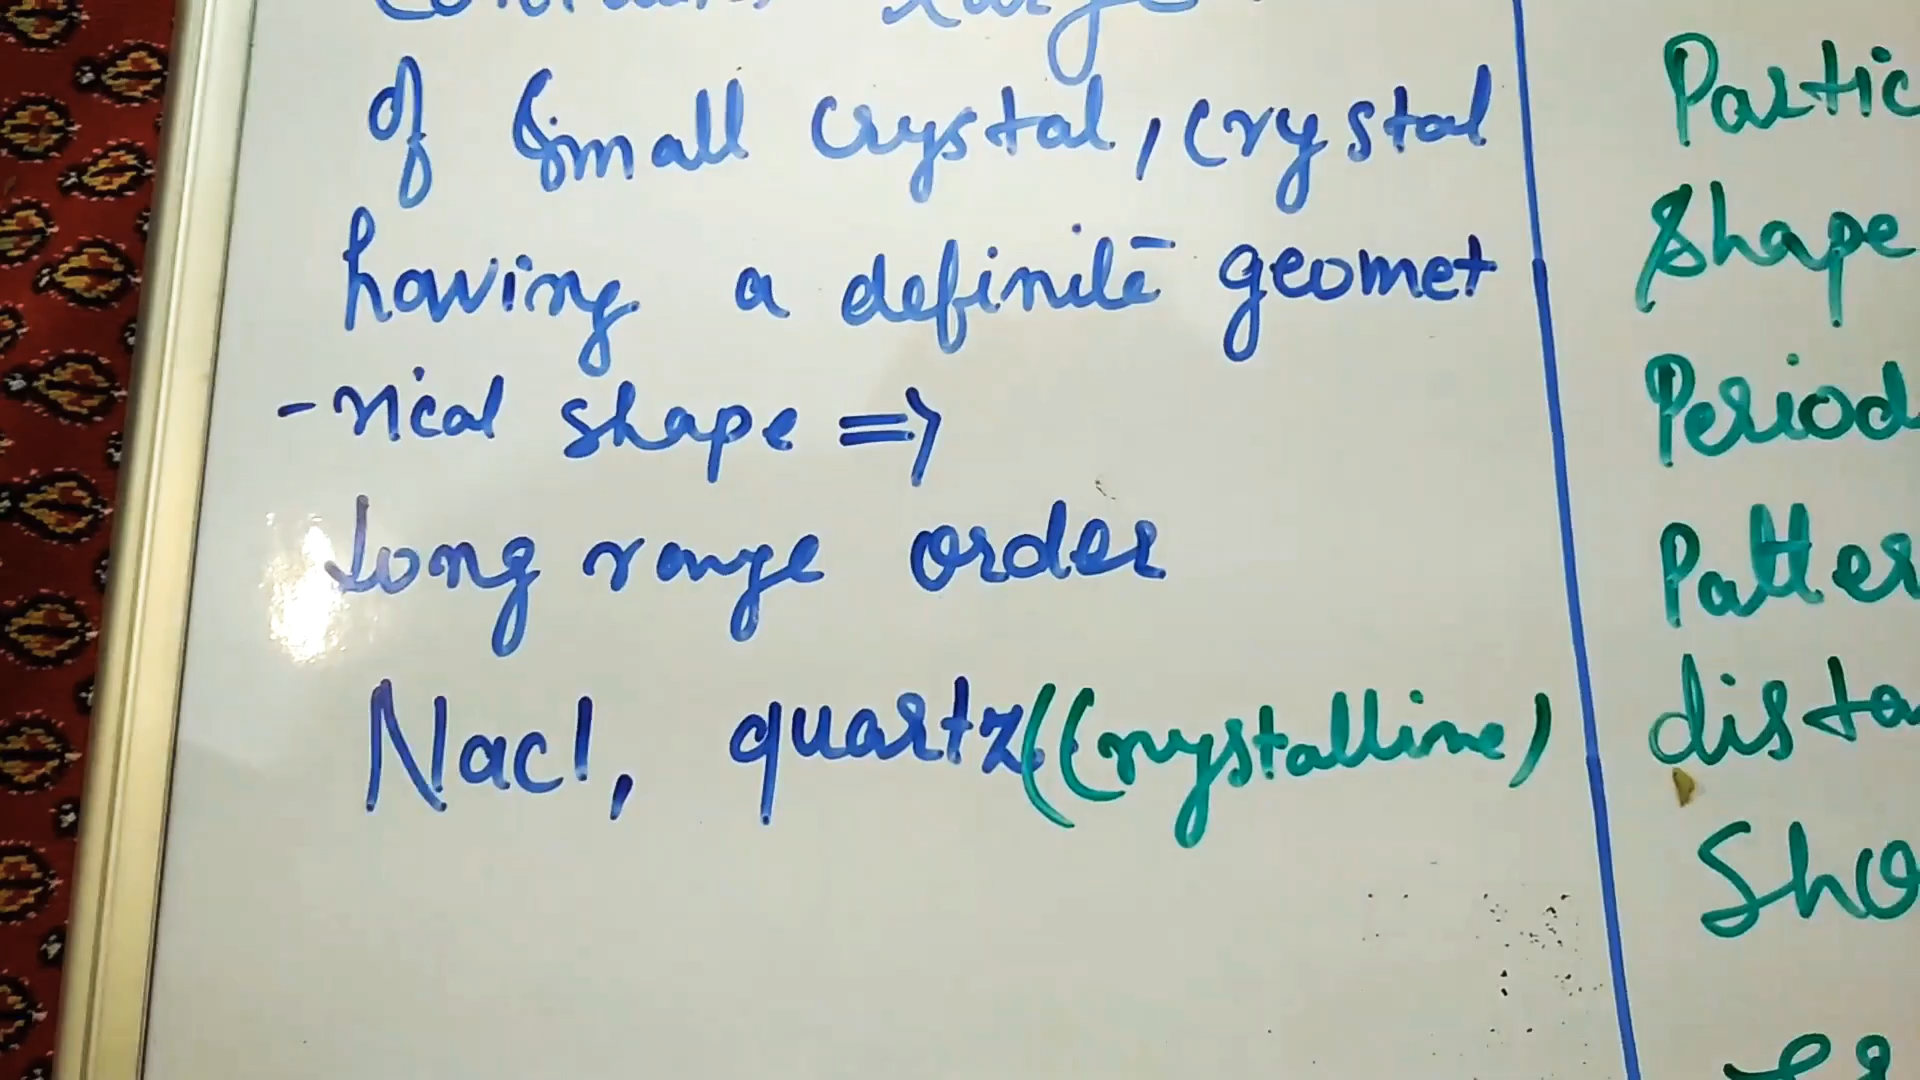 of small crystal, crystal
having a definite geomet
-rical shape =>
long range order
Nacl, quartz (Crystalline)
Partic
Shape
Period
Patter
dista
Sho